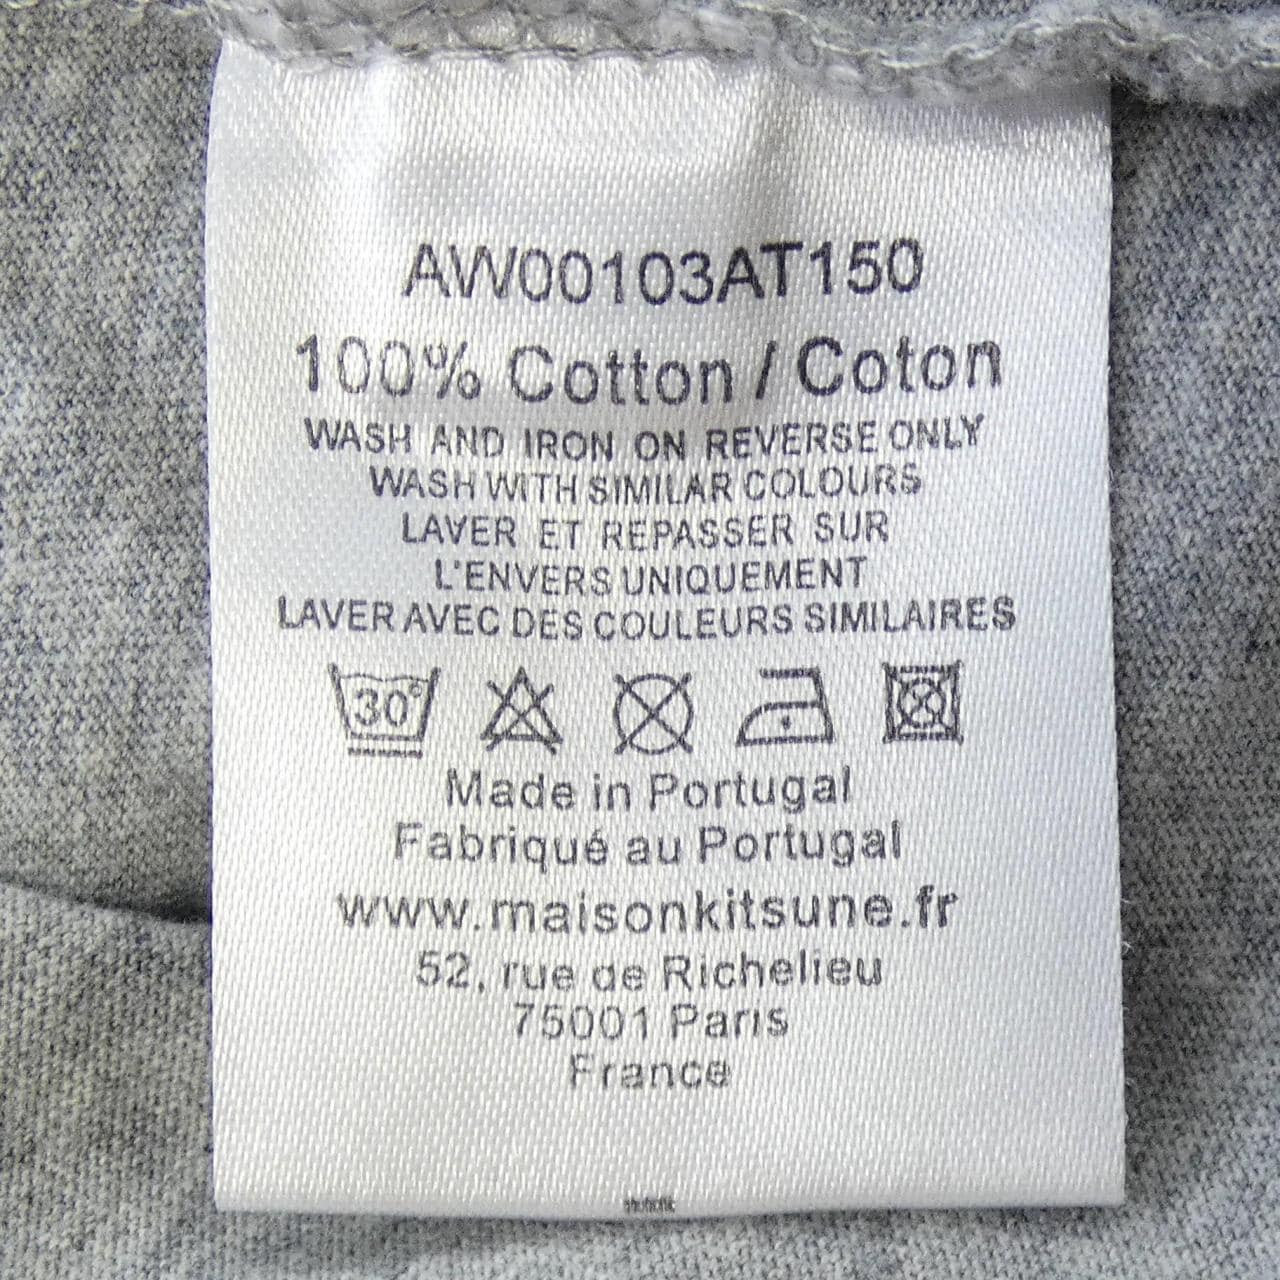 AW00103AT150
100% Cotton / Coton
WASH AND IRON ON REVERSE ONLY
WASH WITH SIMILAR COLOURS
LAVER ET REPASSER SUR
L'ENVERS UNIQUEMENT
LAVER AVEC DES COULEURS SIMILAIRES
30°
Made in Portugal
Fabriqué au Portugal
www.maisonkitsune.fr
52, rue de Richelieu
75001 Paris
France